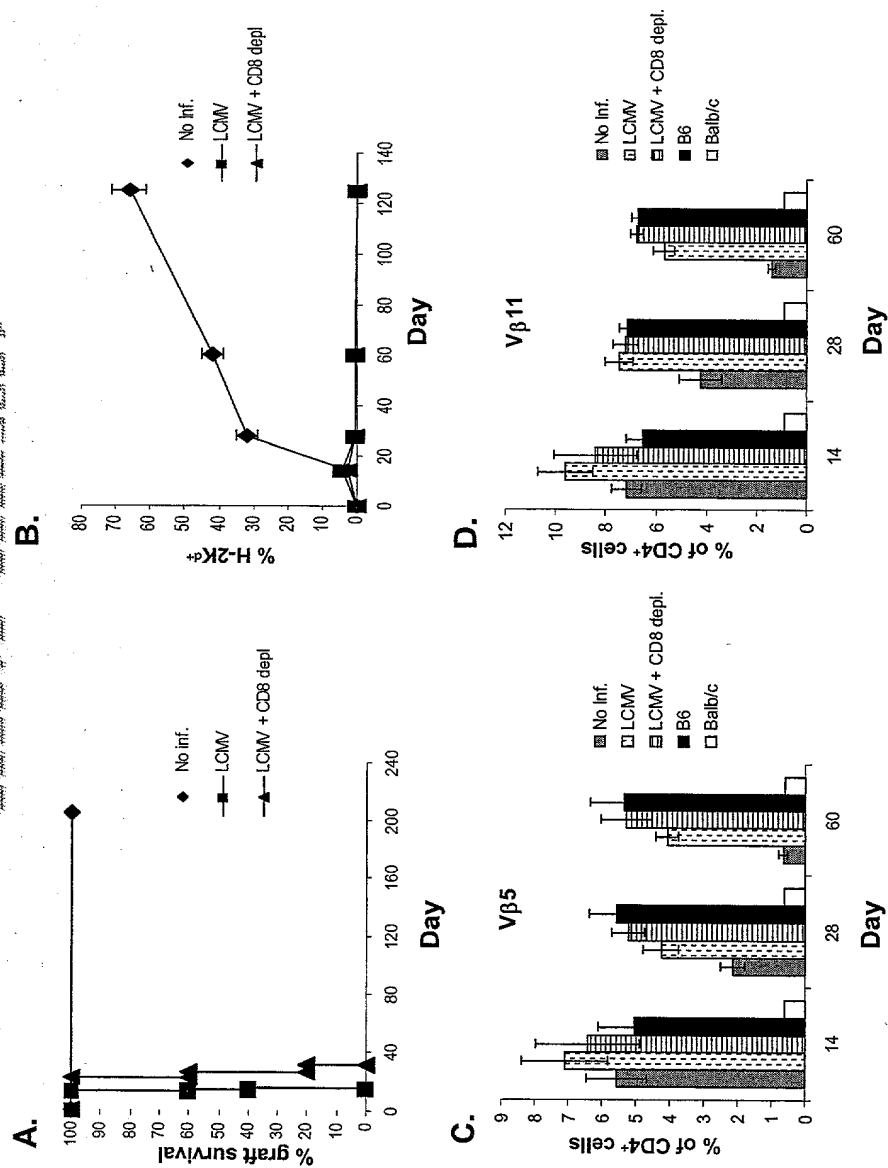 A.
% graft survival
100
90
80
70
60
50
40
30
20
10
0
0 40 80 120 160 200 240
Day
No inf.
LCMV
LCMV + CD8 depl
B.
% H-2Kd+
80
70
60
50
40
30
20
10
0
0 20 40 60 80 100 120 140
Day
No Inf.
LCMV
LCMV + CD8 depl
C.
Vβ5
% of CD4+ cells
9
8
7
6
5
4
3
2
1
0
14 28 60
Day
No Inf.
LCMV
LCMV + CD8 depl.
B6
Balb/c
D.
Vβ11
% of CD4+ cells
12
10
8
6
4
2
0
14 28 60
Day
No Inf.
LCMV
LCMV + CD8 depl.
B6
Balb/c